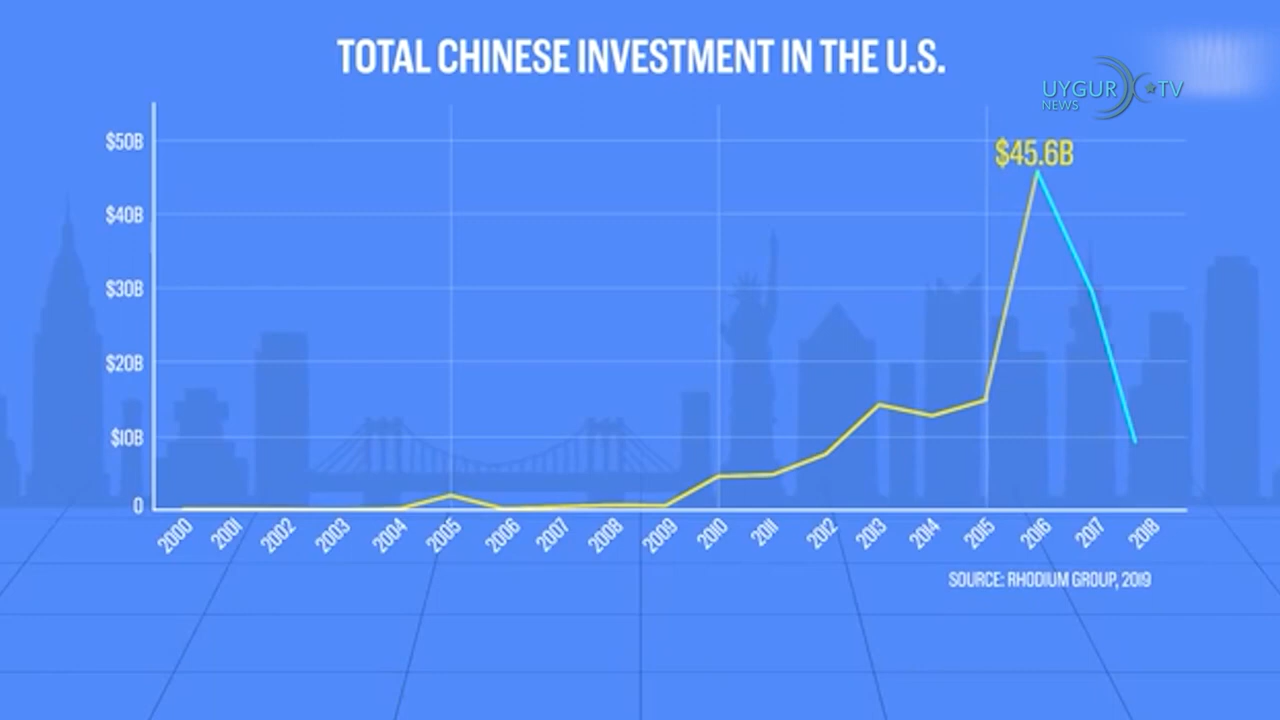 TOTAL CHINESE INVESTMENT IN THE U.S.
UYGUR TV
NEWS
$45.6B
$50B
$40B
$30B
$20B
$10B
0
2000 2001 2002 2003 2004 2005 2006 2007 2008 2009 2010 2011 2012 2013 2014 2015 2016 2017 2018
SOURCE: RHODIUM GROUP, 2019